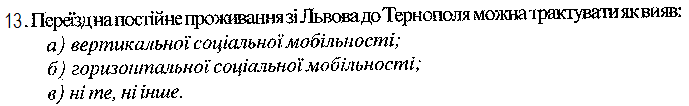 13. Переїзд на постійне проживання зі Львова до Тернополя можна трактувати як вияв:
а) вертикальної соціальної мобільності;
б) горизонтальної соціальної мобільності;
в) ні те, ні інше.